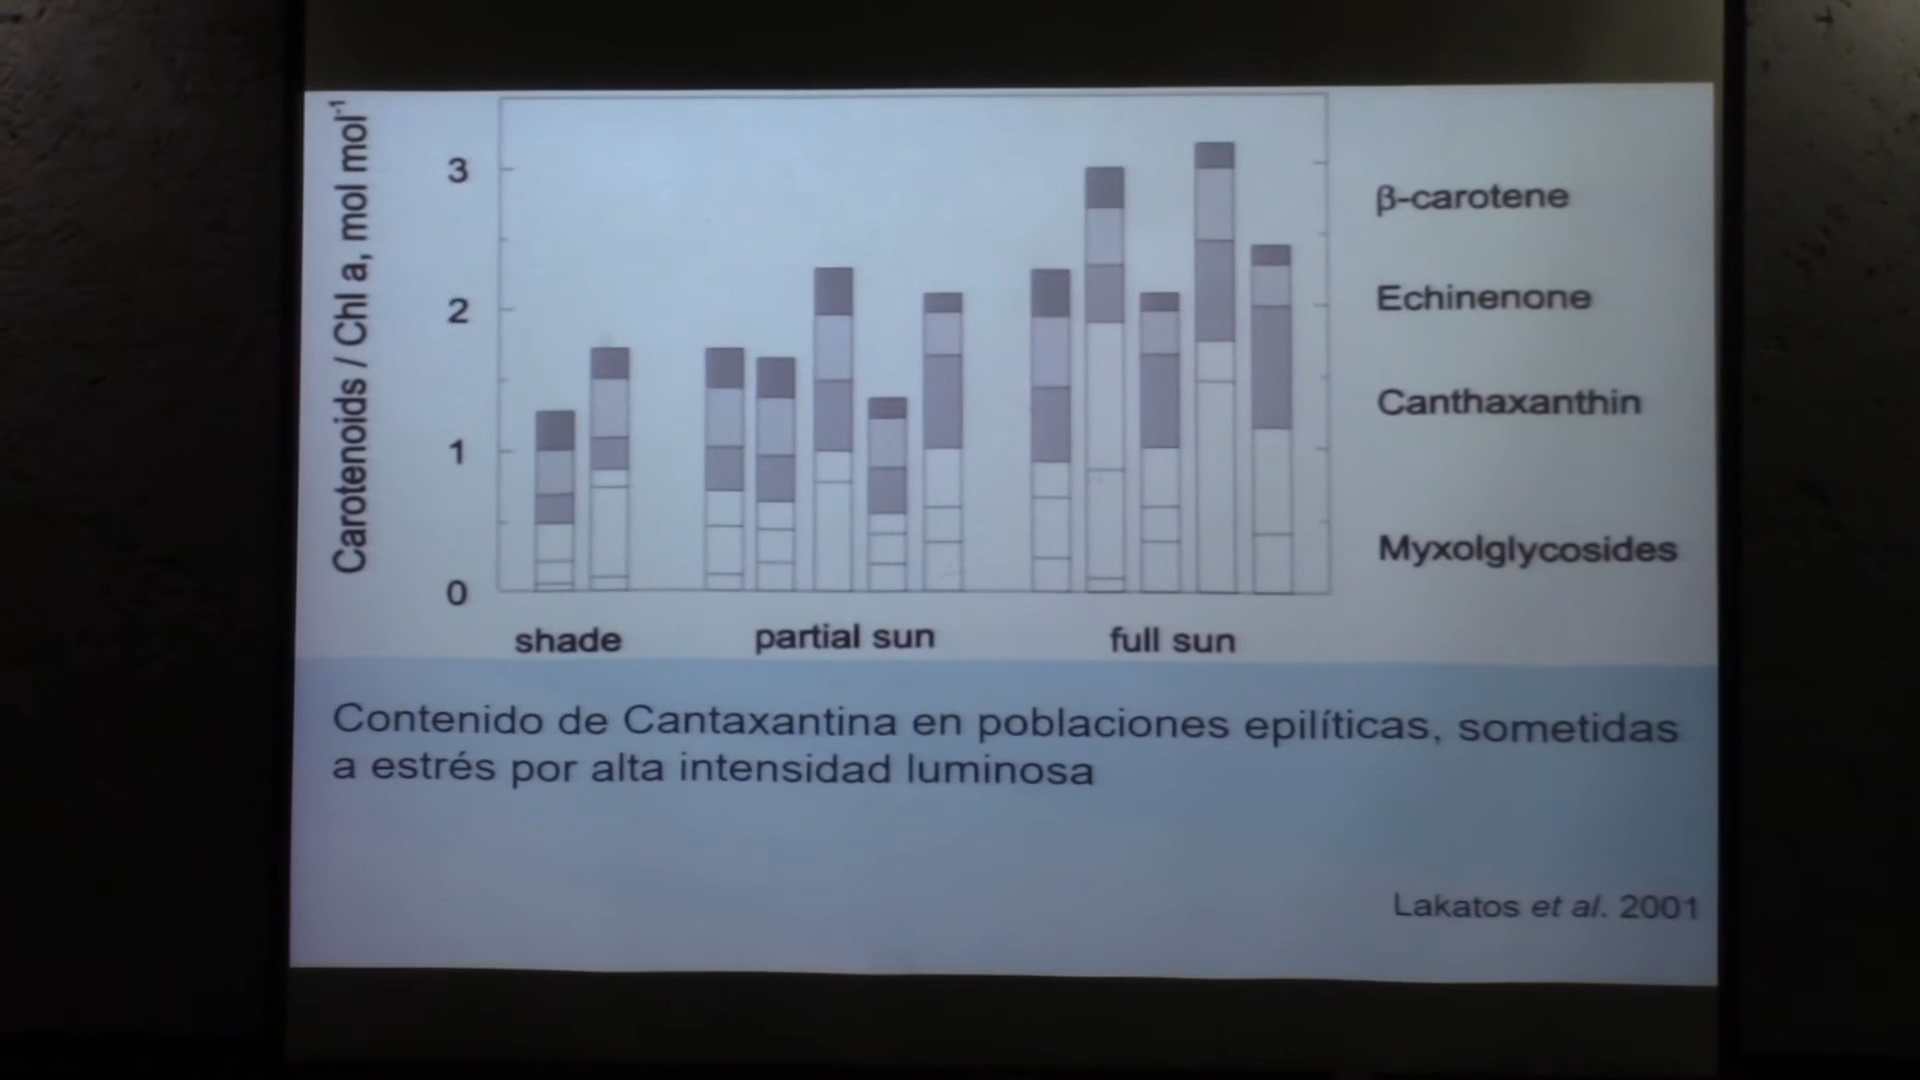 Carotenoids / Chl a, mol mol⁻¹
3
2
1
0
shade
partial sun
full sun
β-carotene
Echinenone
Canthaxanthin
Myxolglycosides
Contenido de Cantaxantina en poblaciones epilíticas, sometidas
a estrés por alta intensidad luminosa
Lakatos et al. 2001